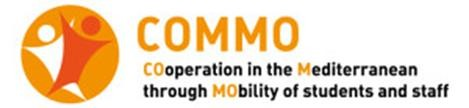 COMMO
COoperation in the Mediterranean
through MObility of students and staff